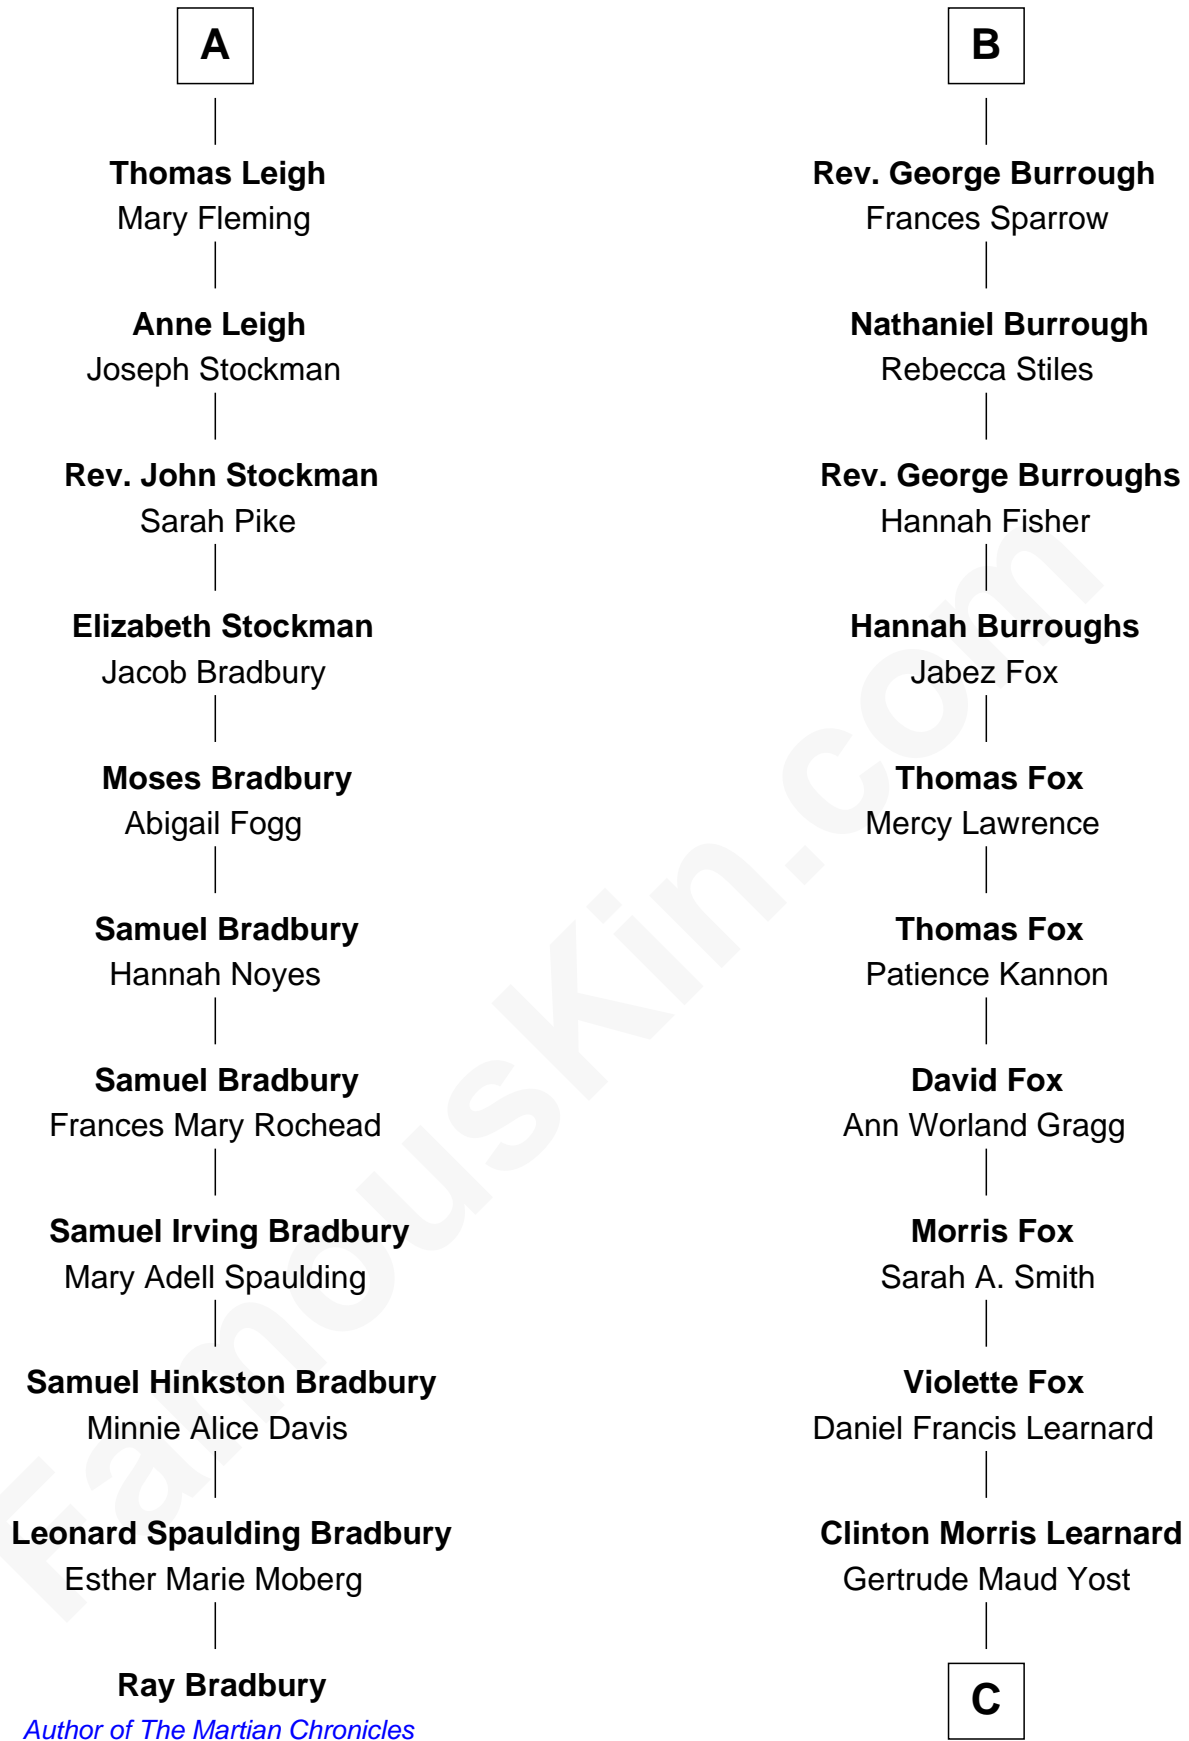 A
Thomas Leigh
Mary Fleming
Anne Leigh
Joseph Stockman
Rev. John Stockman
Sarah Pike
Elizabeth Stockman
Jacob Bradbury
Moses Bradbury
Abigail Fogg
Samuel Bradbury
Hannah Noyes
Samuel Bradbury
Frances Mary Rochead
Samuel Irving Bradbury
Mary Adell Spaulding
Samuel Hinkston Bradbury
Minnie Alice Davis
Leonard Spaulding Bradbury
Esther Marie Moberg
Ray Bradbury
Author of The Martian Chronicles
B
Rev. George Burrough
Frances Sparrow
Nathaniel Burrough
Rebecca Stiles
Rev. George Burroughs
Hannah Fisher
Hannah Burroughs
Jabez Fox
Thomas Fox
Mercy Lawrence
Thomas Fox
Patience Kannon
David Fox
Ann Worland Gragg
Morris Fox
Sarah A. Smith
Violette Fox
Daniel Francis Learnard
Clinton Morris Learnard
Gertrude Maud Yost
C
FamousKin.com